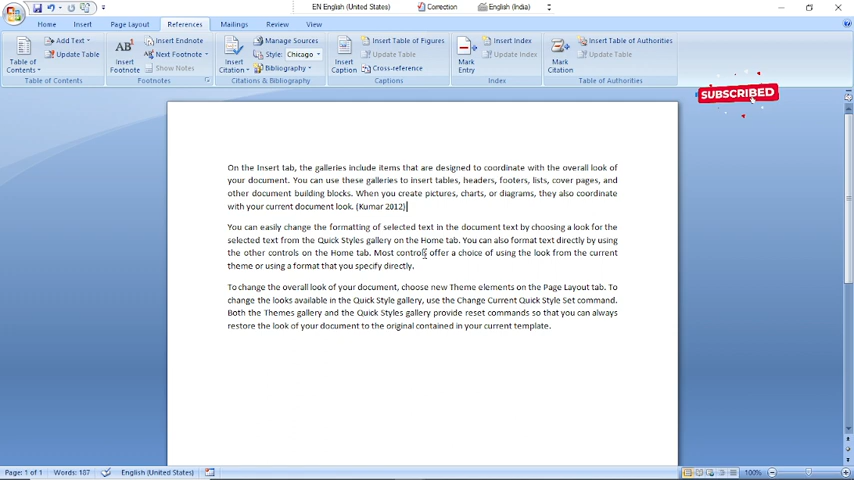 EN English (United States) Correction English (India)
Home Insert Page Layout References Mailings Review View
Table of Contents Add Text Update Table Table of Contents
Insert Footnote Insert Endnote Next Footnote Show Notes Footnotes
Insert Citation Manage Sources Style: Chicago Bibliography Citations & Bibliography
Insert Caption Insert Table of Figures Update Table Cross-reference Captions
Mark Entry Insert Index Update Index Index
Mark Citation Insert Table of Authorities Update Table Table of Authorities
SUBSCRIBED
On the Insert tab, the galleries include items that are designed to coordinate with the overall look of
your document. You can use these galleries to insert tables, headers, footers, lists, cover pages, and
other document building blocks. When you create pictures, charts, or diagrams, they also coordinate
with your current document look. (Kumar 2012)
You can easily change the formatting of selected text in the document text by choosing a look for the
selected text from the Quick Styles gallery on the Home tab. You can also format text directly by using
the other controls on the Home tab. Most controls offer a choice of using the look from the current
theme or using a format that you specify directly.
To change the overall look of your document, choose new Theme elements on the Page Layout tab. To
change the looks available in the Quick Style gallery, use the Change Current Quick Style Set command.
Both the Themes gallery and the Quick Styles gallery provide reset commands so that you can always
restore the look of your document to the original contained in your current template.
Page: 1 of 1 Words: 187 English (United States) 100%